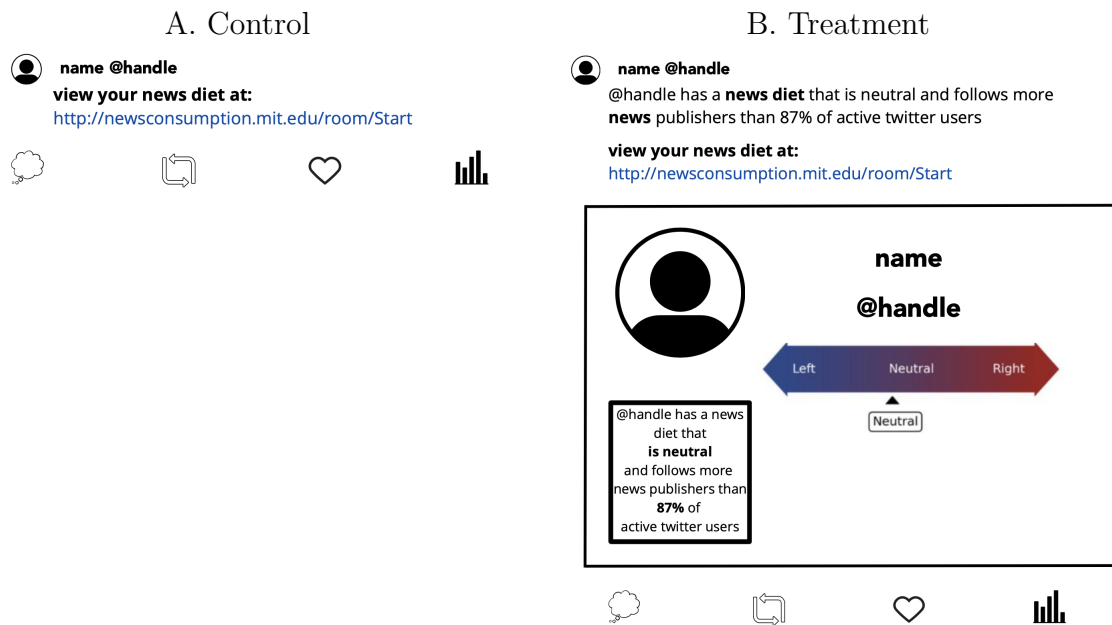 A. Control
name @handle
view your news diet at:
http://newsconsumption.mit.edu/room/Start
B. Treatment
name @handle
@handle has a news diet that is neutral and follows more
news publishers than 87% of active twitter users
view your news diet at:
http://newsconsumption.mit.edu/room/Start
name
@handle
Left Neutral Right
Neutral
@handle has a news
diet that
is neutral
and follows more
news publishers than
87% of
active twitter users